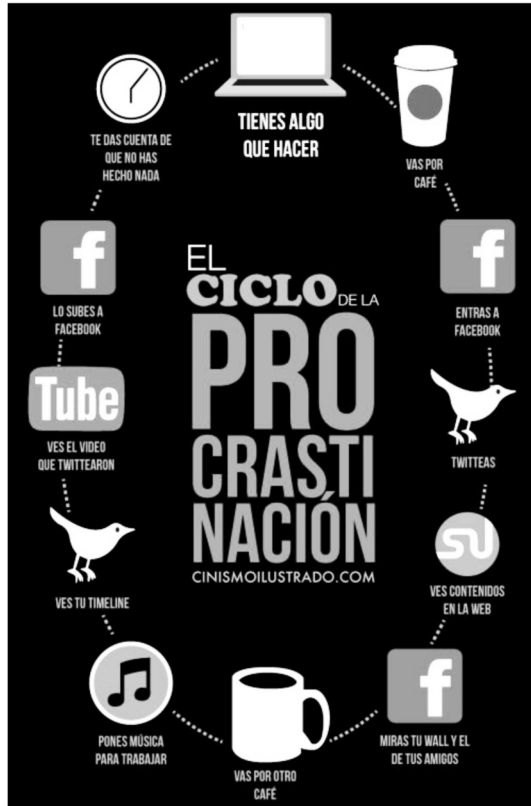 TIENES ALGO
QUE HACER
VAS POR
CAFÉ
f
ENTRAS A
FACEBOOK
TWITTEAS
su
VES CONTENIDOS
EN LA WEB
f
MIRAS TU WALL Y EL
DE TUS AMIGOS
VAS POR OTRO
CAFÉ
PONES MÚSICA
PARA TRABAJAR
VES TU TIMELINE
Tube
VES EL VIDEO
QUE TWITTEARON
f
LO SUBES A
FACEBOOK
TE DAS CUENTA DE
QUE NO HAS
HECHO NADA
EL
CICLO DE LA
PRO
CRASTI
NACIÓN
CINISMOILUSTRADO.COM